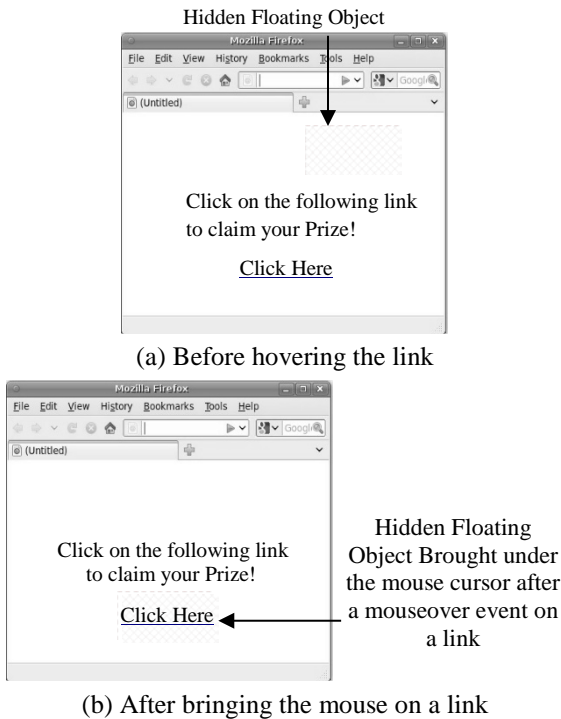 Hidden Floating Object
Mozilla Firefox
File Edit View History Bookmarks Tools Help
Googl
(Untitled)
Click on the following link
to claim your Prize!
Click Here
(a) Before hovering the link
Mozilla Firefox
File Edit View History Bookmarks Tools Help
Googl
(Untitled)
Click on the following link
to claim your Prize!
Click Here
Hidden Floating
Object Brought under
the mouse cursor after
a mouseover event on
a link
(b) After bringing the mouse on a link